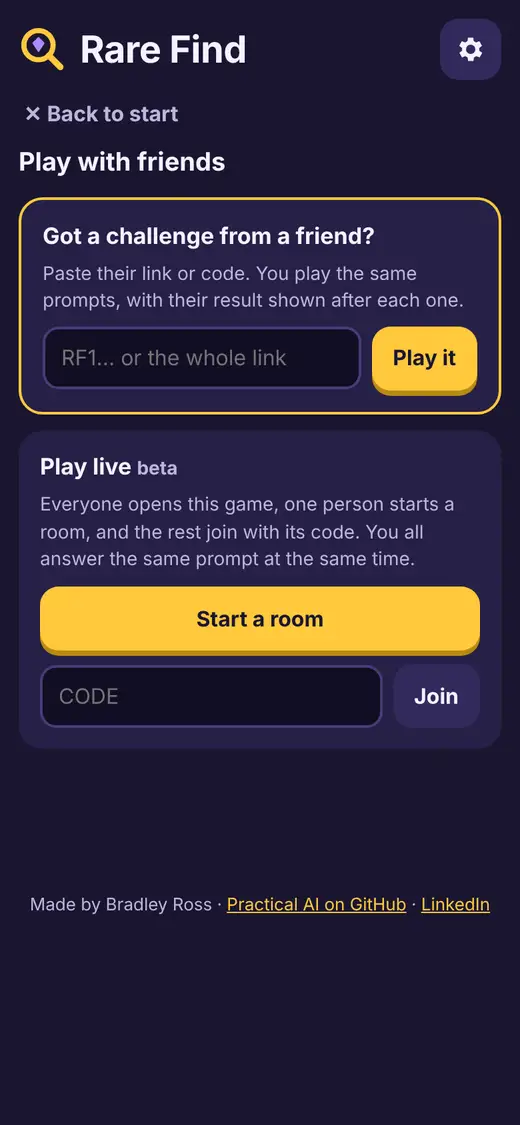 Rare Find
✕ Back to start
Play with friends
Got a challenge from a friend?
Paste their link or code. You play the same
prompts, with their result shown after each one.
RF1... or the whole link
Play it
Play live beta
Everyone opens this game, one person starts a
room, and the rest join with its code. You all
answer the same prompt at the same time.
Start a room
CODE
Join
Made by Bradley Ross · Practical AI on GitHub · LinkedIn